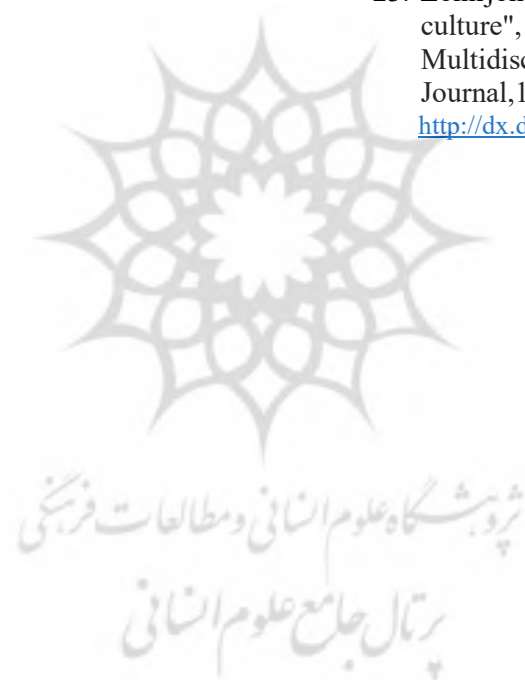 culture",
Multidisc
Journal,1
http://dx.d
پژوهشگاه علوم انسانی و مطالعات فرهنگی
پرتال جامع علوم انسانی